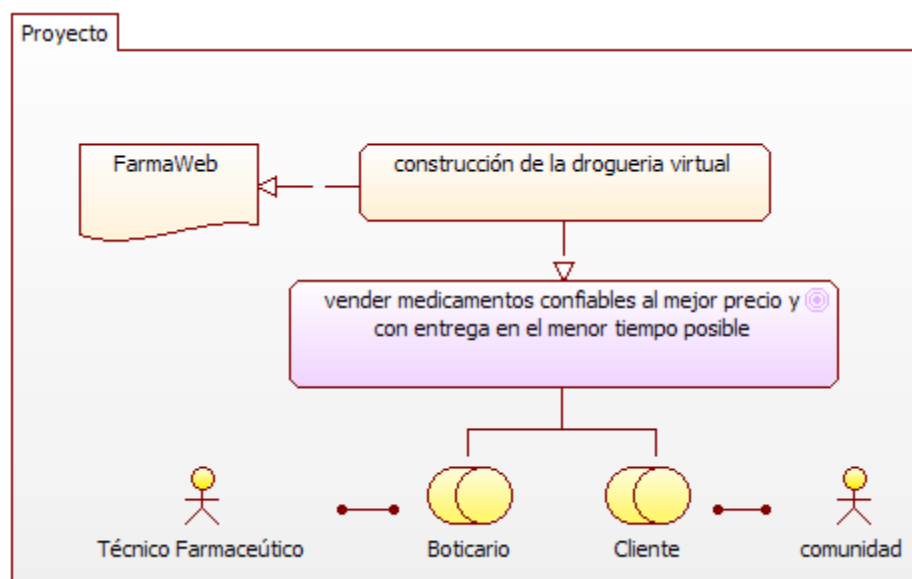 Proyecto
FarmaWeb
construcción de la drogueria virtual
vender medicamentos confiables al mejor precio y
con entrega en el menor tiempo posible
Técnico Farmaceútico
Boticario
Cliente
comunidad